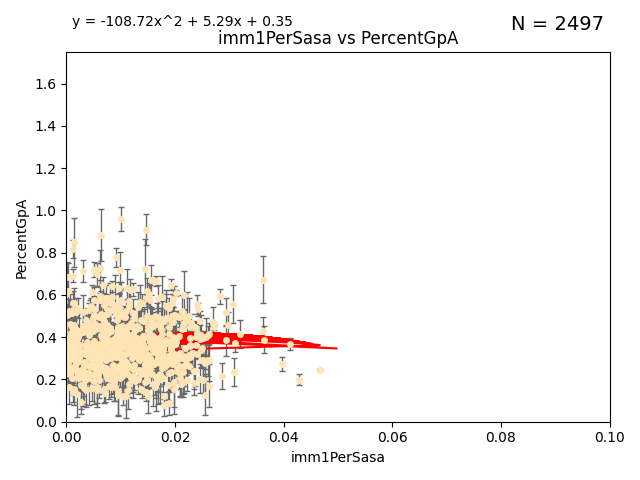 y = -108.72x^2 + 5.29x + 0.35
N = 2497
imm1PerSasa vs PercentGpA
PercentGpA
1.6
1.4
1.2
1.0
0.8
0.6
0.4
0.2
0.0
0.00 0.02 0.04 0.06 0.08 0.10
imm1PerSasa